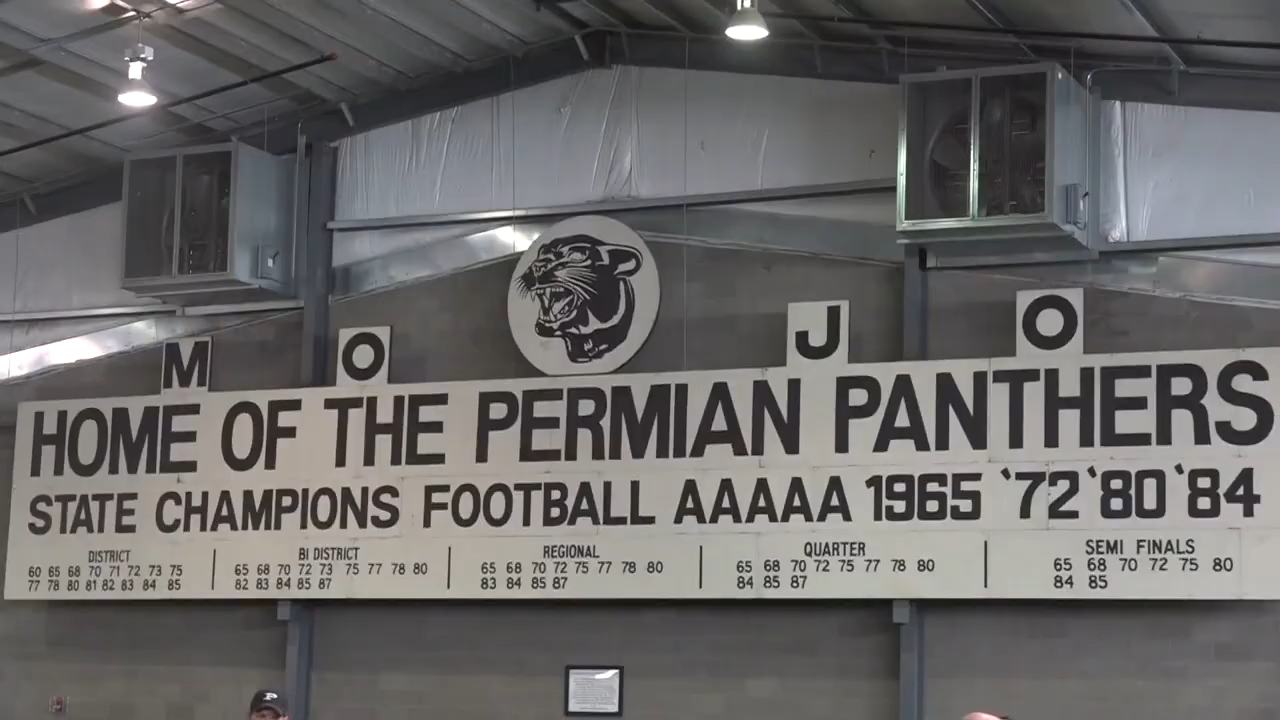 M O J O
HOME OF THE PERMIAN PANTHERS
STATE CHAMPIONS FOOTBALL AAAAA 1965 '72 '80 '84
DISTRICT
60 65 68 70 71 72 73 75
77 78 80 81 82 83 84 85
BI DISTRICT
65 68 70 72 73 75 77 78 80
82 83 84 85 87
REGIONAL
65 68 70 72 75 77 78 80
83 84 85 87
QUARTER
65 68 70 72 75 77 78 80
84 85 87
SEMI FINALS
65 68 70 72 75 80
84 85
P